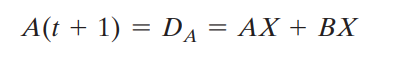 A(t + 1) = D_A = AX + BX